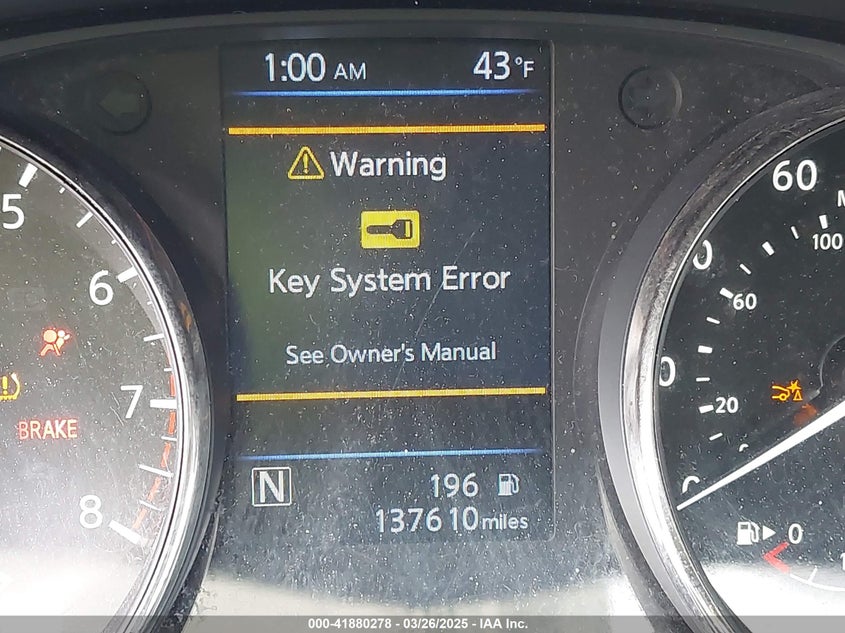 1:00 AM 43°F
Warning
Key System Error
See Owner's Manual
N 196
137610 miles
5
6
7
8
BRAKE
60
100
60
20
0
000-41880278 | 03/26/2025 - IAA Inc.